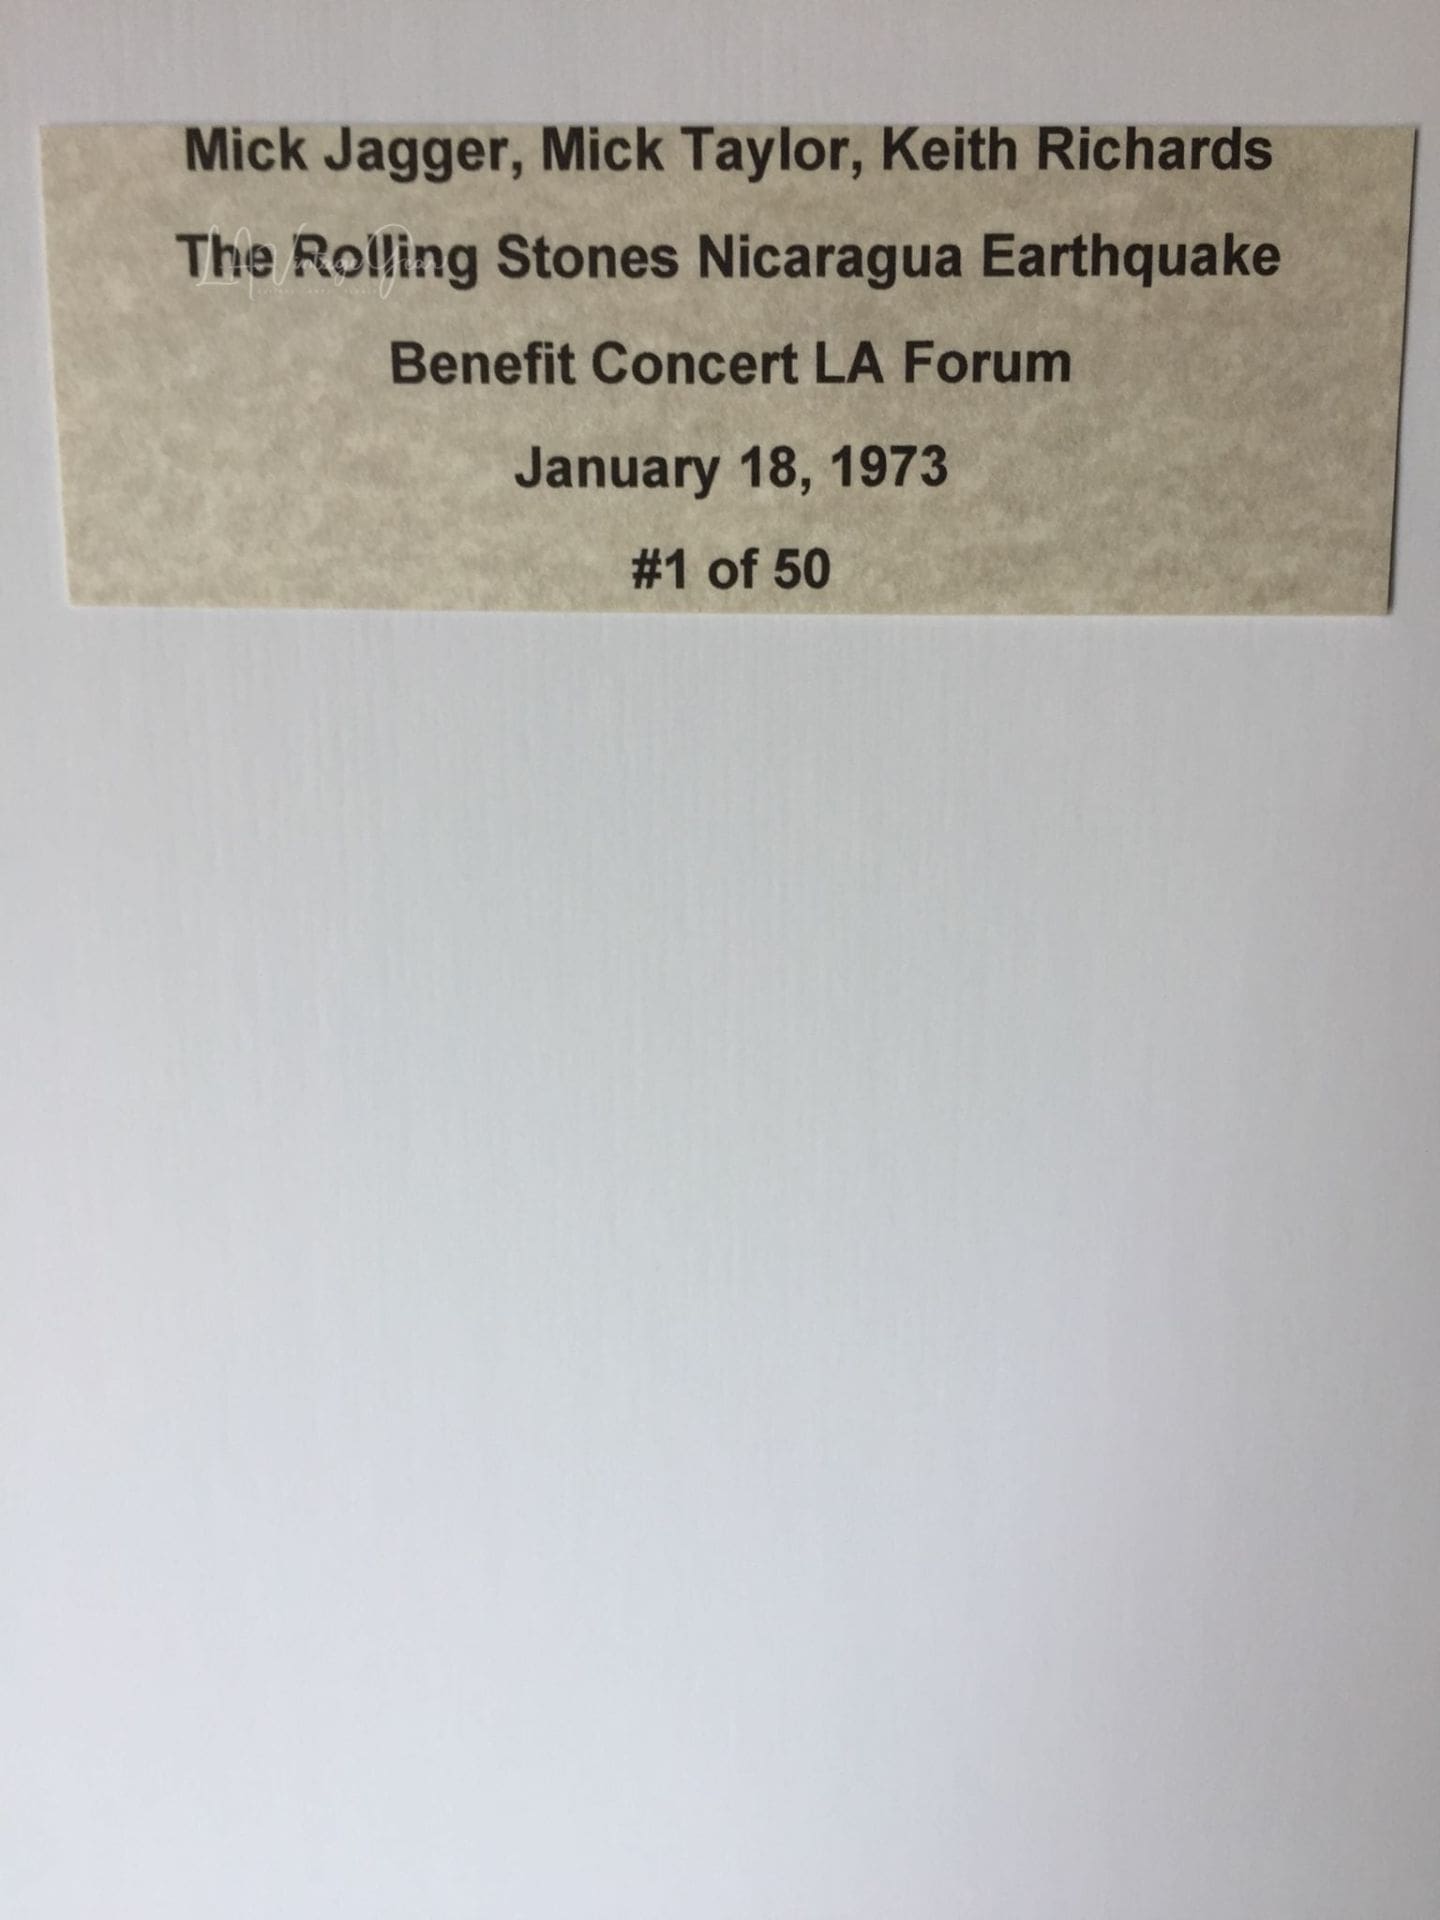 Mick Jagger, Mick Taylor, Keith Richards
The Rolling Stones Nicaragua Earthquake
Benefit Concert LA Forum
January 18, 1973
#1 of 50